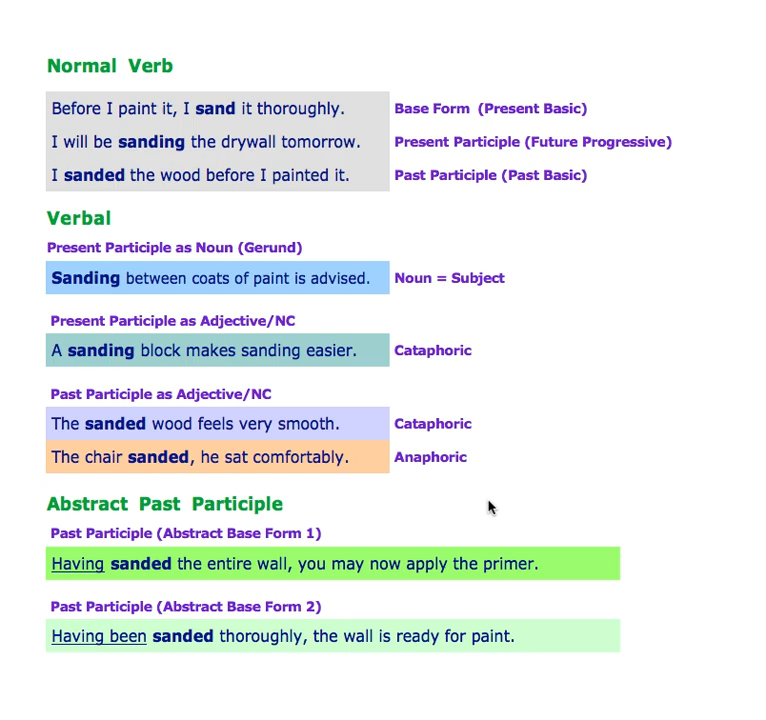 Normal Verb
Before I paint it, I sand it thoroughly. Base Form (Present Basic)
I will be sanding the drywall tomorrow. Present Participle (Future Progressive)
I sanded the wood before I painted it. Past Participle (Past Basic)
Verbal
Present Participle as Noun (Gerund)
Sanding between coats of paint is advised. Noun = Subject
Present Participle as Adjective/NC
A sanding block makes sanding easier. Cataphoric
Past Participle as Adjective/NC
The sanded wood feels very smooth. Cataphoric
The chair sanded, he sat comfortably. Anaphoric
Abstract Past Participle
Past Participle (Abstract Base Form 1)
Having sanded the entire wall, you may now apply the primer.
Past Participle (Abstract Base Form 2)
Having been sanded thoroughly, the wall is ready for paint.